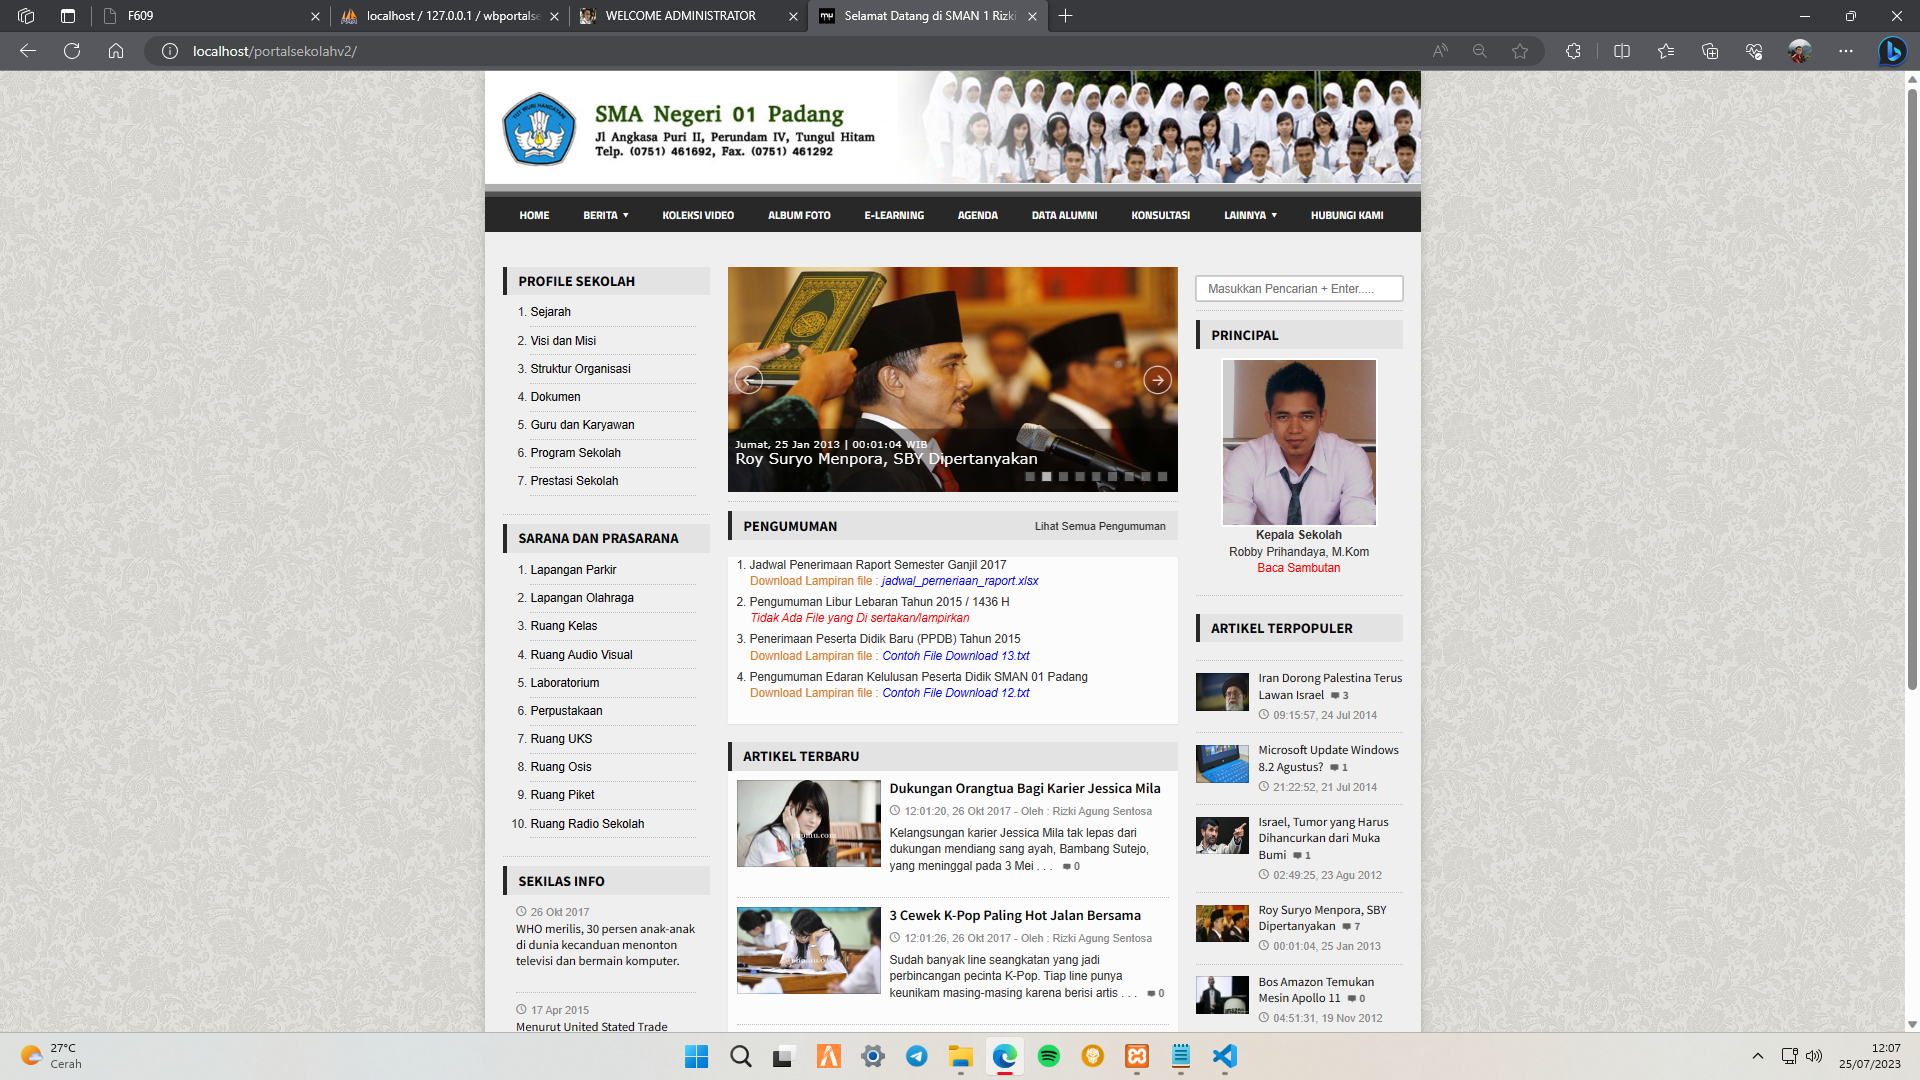 F609
localhost / 127.0.0.1 / wbportalse
WELCOME ADMINISTRATOR
Selamat Datang di SMAN 1 Rizki
localhost/portalsekolahv2/
SMA Negeri 01 Padang
Jl Angkasa Puri II, Perundam IV, Tungul Hitam
Telp. (0751) 461692, Fax. (0751) 461292
HOME
BERITA
KOLEKSI VIDEO
ALBUM FOTO
E-LEARNING
AGENDA
DATA ALUMNI
KONSULTASI
LAINNYA
HUBUNGI KAMI
PROFILE SEKOLAH
1. Sejarah
2. Visi dan Misi
3. Struktur Organisasi
4. Dokumen
5. Guru dan Karyawan
6. Program Sekolah
7. Prestasi Sekolah
SARANA DAN PRASARANA
1. Lapangan Parkir
2. Lapangan Olahraga
3. Ruang Kelas
4. Ruang Audio Visual
5. Laboratorium
6. Perpustakaan
7. Ruang UKS
8. Ruang Osis
9. Ruang Piket
10. Ruang Radio Sekolah
SEKILAS INFO
26 Okt 2017
WHO merilis, 30 persen anak-anak
di dunia kecanduan menonton
televisi dan bermain komputer.
17 Apr 2015
Menurut United Stated Trade
Jumat, 25 Jan 2013 | 00:01:04 WIB
Roy Suryo Menpora, SBY Dipertanyakan
PENGUMUMAN
Lihat Semua Pengumuman
1. Jadwal Penerimaan Raport Semester Ganjil 2017
Download Lampiran file : jadwal_perneriaan_raport.xlsx
2. Pengumuman Libur Lebaran Tahun 2015 / 1436 H
Tidak Ada File yang Di sertakan/lampirkan
3. Penerimaan Peserta Didik Baru (PPDB) Tahun 2015
Download Lampiran file : Contoh File Download 13.txt
4. Pengumuman Edaran Kelulusan Peserta Didik SMAN 01 Padang
Download Lampiran file : Contoh File Download 12.txt
ARTIKEL TERBARU
Dukungan Orangtua Bagi Karier Jessica Mila
12:01:20, 26 Okt 2017 - Oleh : Rizki Agung Sentosa
Kelangsungan karier Jessica Mila tak lepas dari
dukungan mendiang sang ayah, Bambang Sutejo,
yang meninggal pada 3 Mei . . . 0
3 Cewek K-Pop Paling Hot Jalan Bersama
12:01:26, 26 Okt 2017 - Oleh : Rizki Agung Sentosa
Sudah banyak line seangkatan yang jadi
perbincangan pecinta K-Pop. Tiap line punya
keunikam masing-masing karena berisi artis . . . 0
Masukkan Pencarian + Enter.....
PRINCIPAL
Kepala Sekolah
Robby Prihandaya, M.Kom
Baca Sambutan
ARTIKEL TERPOPULER
Iran Dorong Palestina Terus
Lawan Israel 3
09:15:57, 24 Jul 2014
Microsoft Update Windows
8.2 Agustus? 1
21:22:52, 21 Jul 2014
Israel, Tumor yang Harus
Dihancurkan dari Muka
Bumi 1
02:49:25, 23 Agu 2012
Roy Suryo Menpora, SBY
Dipertanyakan 7
00:01:04, 25 Jan 2013
Bos Amazon Temukan
Mesin Apollo 11 0
04:51:31, 19 Nov 2012
27°C
Cerah
12:07
25/07/2023